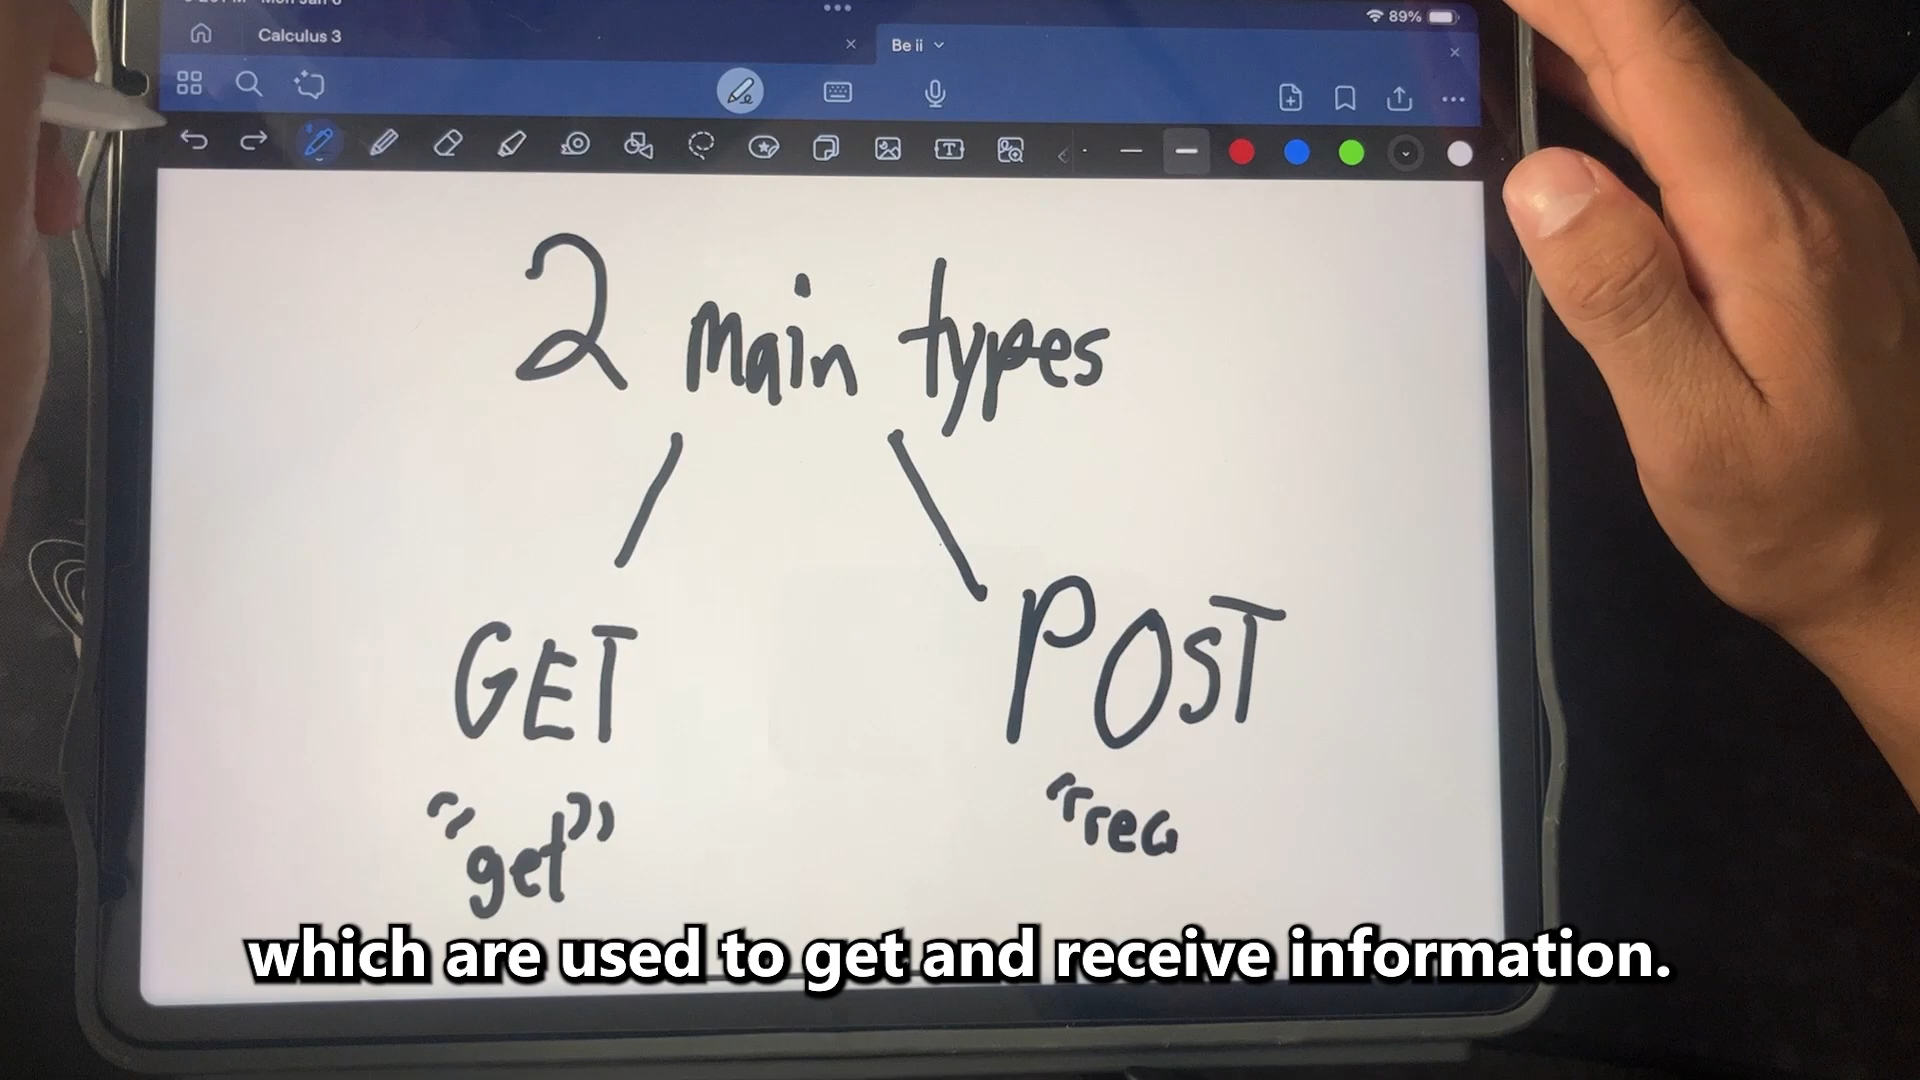 89%
Calculus 3
Be ii
2 main types
GET
POST
"get"
"rec
which are used to get and receive information.